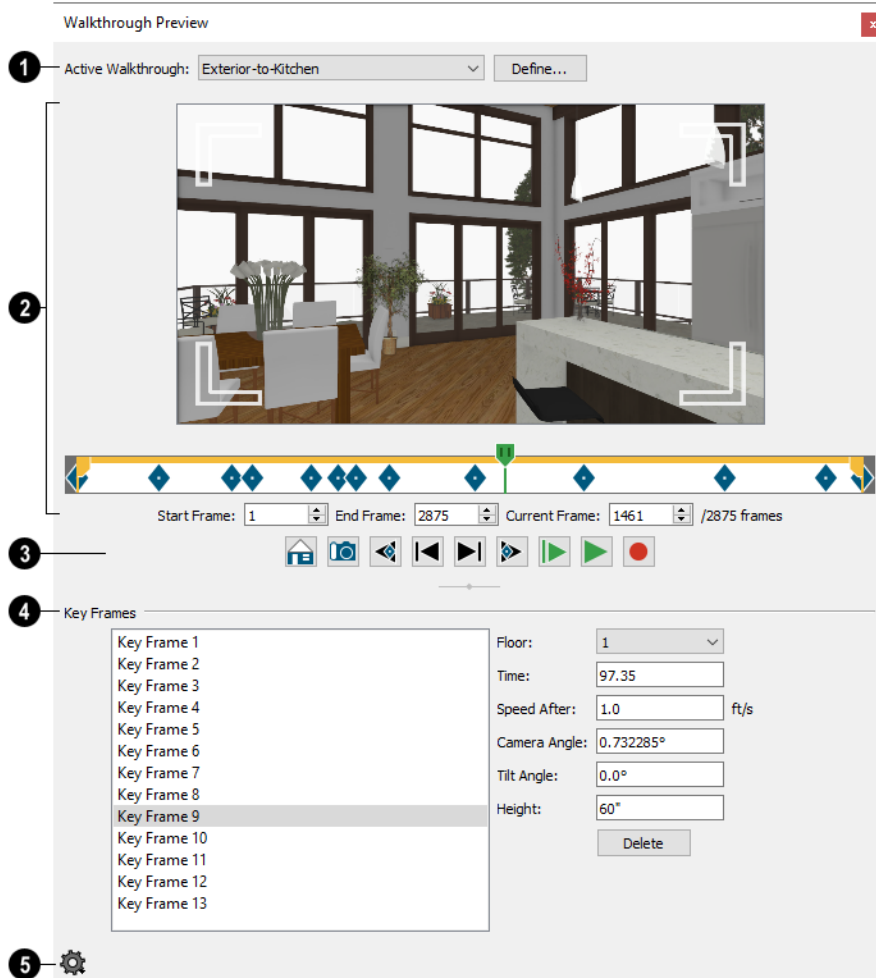 Walkthrough Preview
x
1
Active Walkthrough: Exterior-to-Kitchen Define...
2
Start Frame: 1 End Frame: 2875 Current Frame: 1461 /2875 frames
3
4
Key Frames
Key Frame 1
Key Frame 2
Key Frame 3
Key Frame 4
Key Frame 5
Key Frame 6
Key Frame 7
Key Frame 8
Key Frame 9
Key Frame 10
Key Frame 11
Key Frame 12
Key Frame 13
Floor: 1
Time: 97.35
Speed After: 1.0 ft/s
Camera Angle: 0.732285°
Tilt Angle: 0.0°
Height: 60"
Delete
5